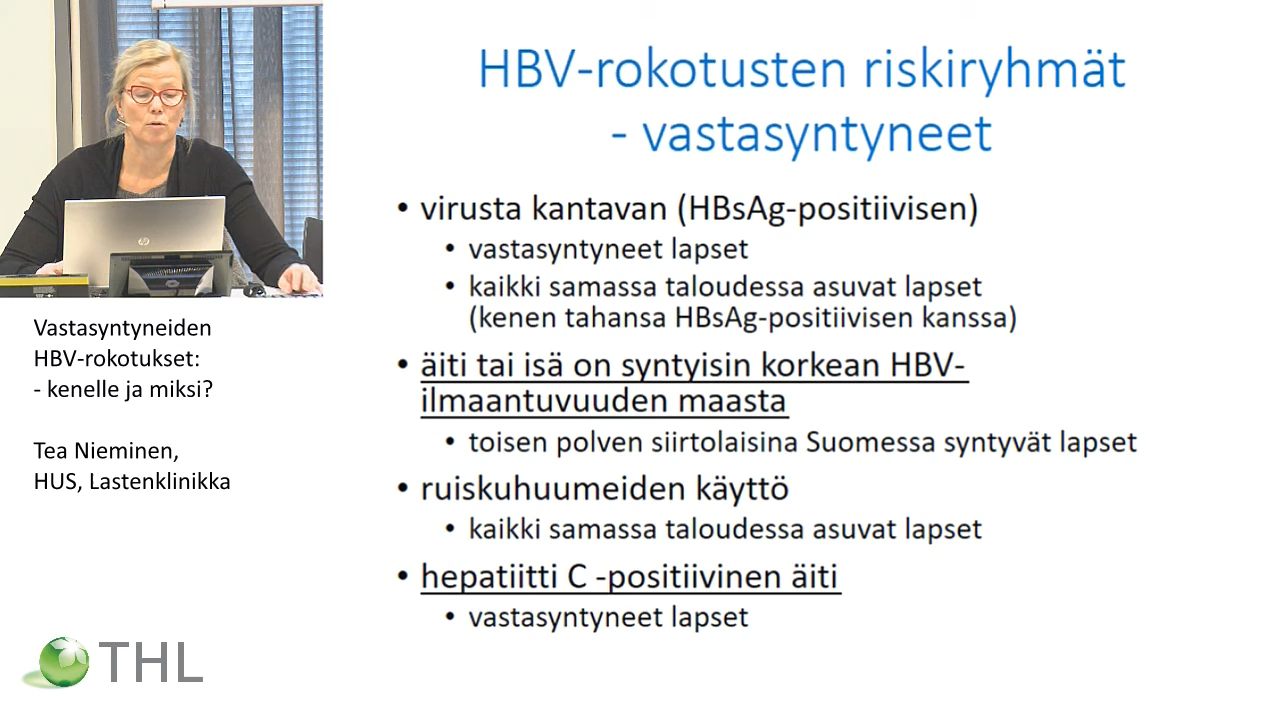 HBV-rokotusten riskiryhmät
- vastasyntyneet
• virusta kantavan (HBsAg-positiivisen)
• vastasyntyneet lapset
• kaikki samassa taloudessa asuvat lapset
(kenen tahansa HBsAg-positiivisen kanssa)
• äiti tai isä on syntyisin korkean HBV-
ilmaantuvuuden maasta
• toisen polven siirtolaisina Suomessa syntyvät lapset
• ruiskuhuumeiden käyttö
• kaikki samassa taloudessa asuvat lapset
• hepatiitti C -positiivinen äiti
• vastasyntyneet lapset
hp
Vastasyntyneiden
HBV-rokotukset:
- kenelle ja miksi?
Tea Nieminen,
HUS, Lastenklinikka
THL